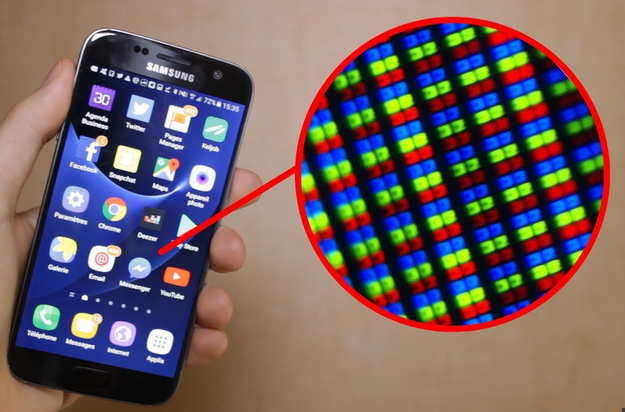 SAMSUNG
72% 15:35
30
Agenda Business
Twitter
Pages Manager
Keljob
Facebook
Snapchat
Maps
Appareil photo
Paramètres
Chrome
Deezer
Play Store
Galerie
Email
Messenger
YouTube
Téléphone
Messages
Internet
Applis